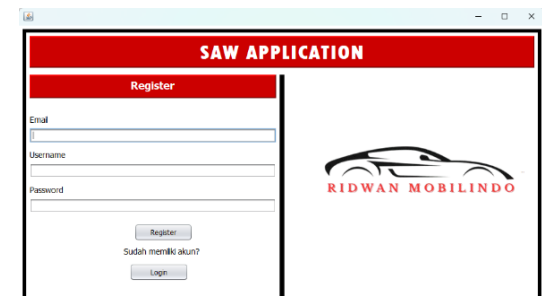 SAW APPLICATION
Register
Email
Username
Password
Register
Sudah memiliki akun?
Login
RIDWAN MOBILINDO